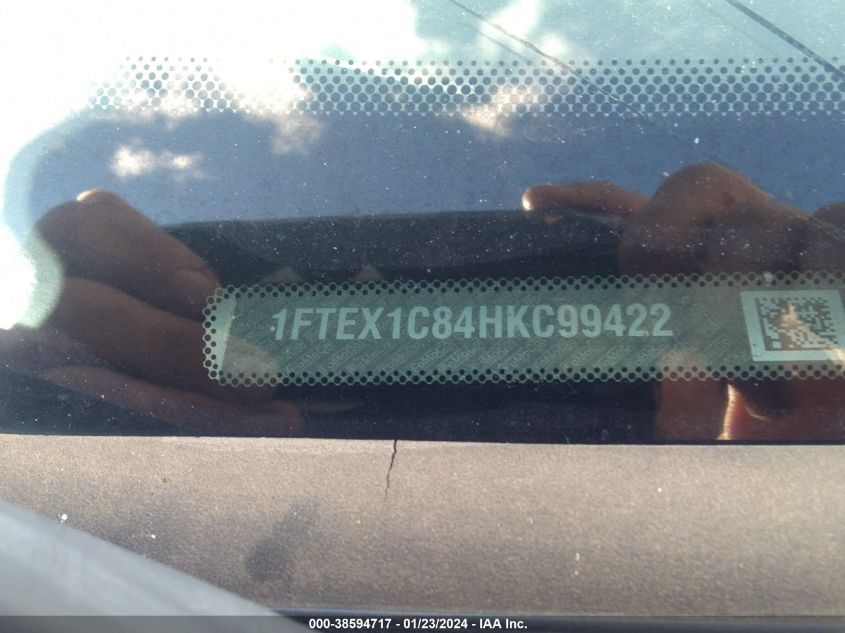 1FTEX1C84HKC99422
000-38594717 - 01/23/2024 - IAA Inc.